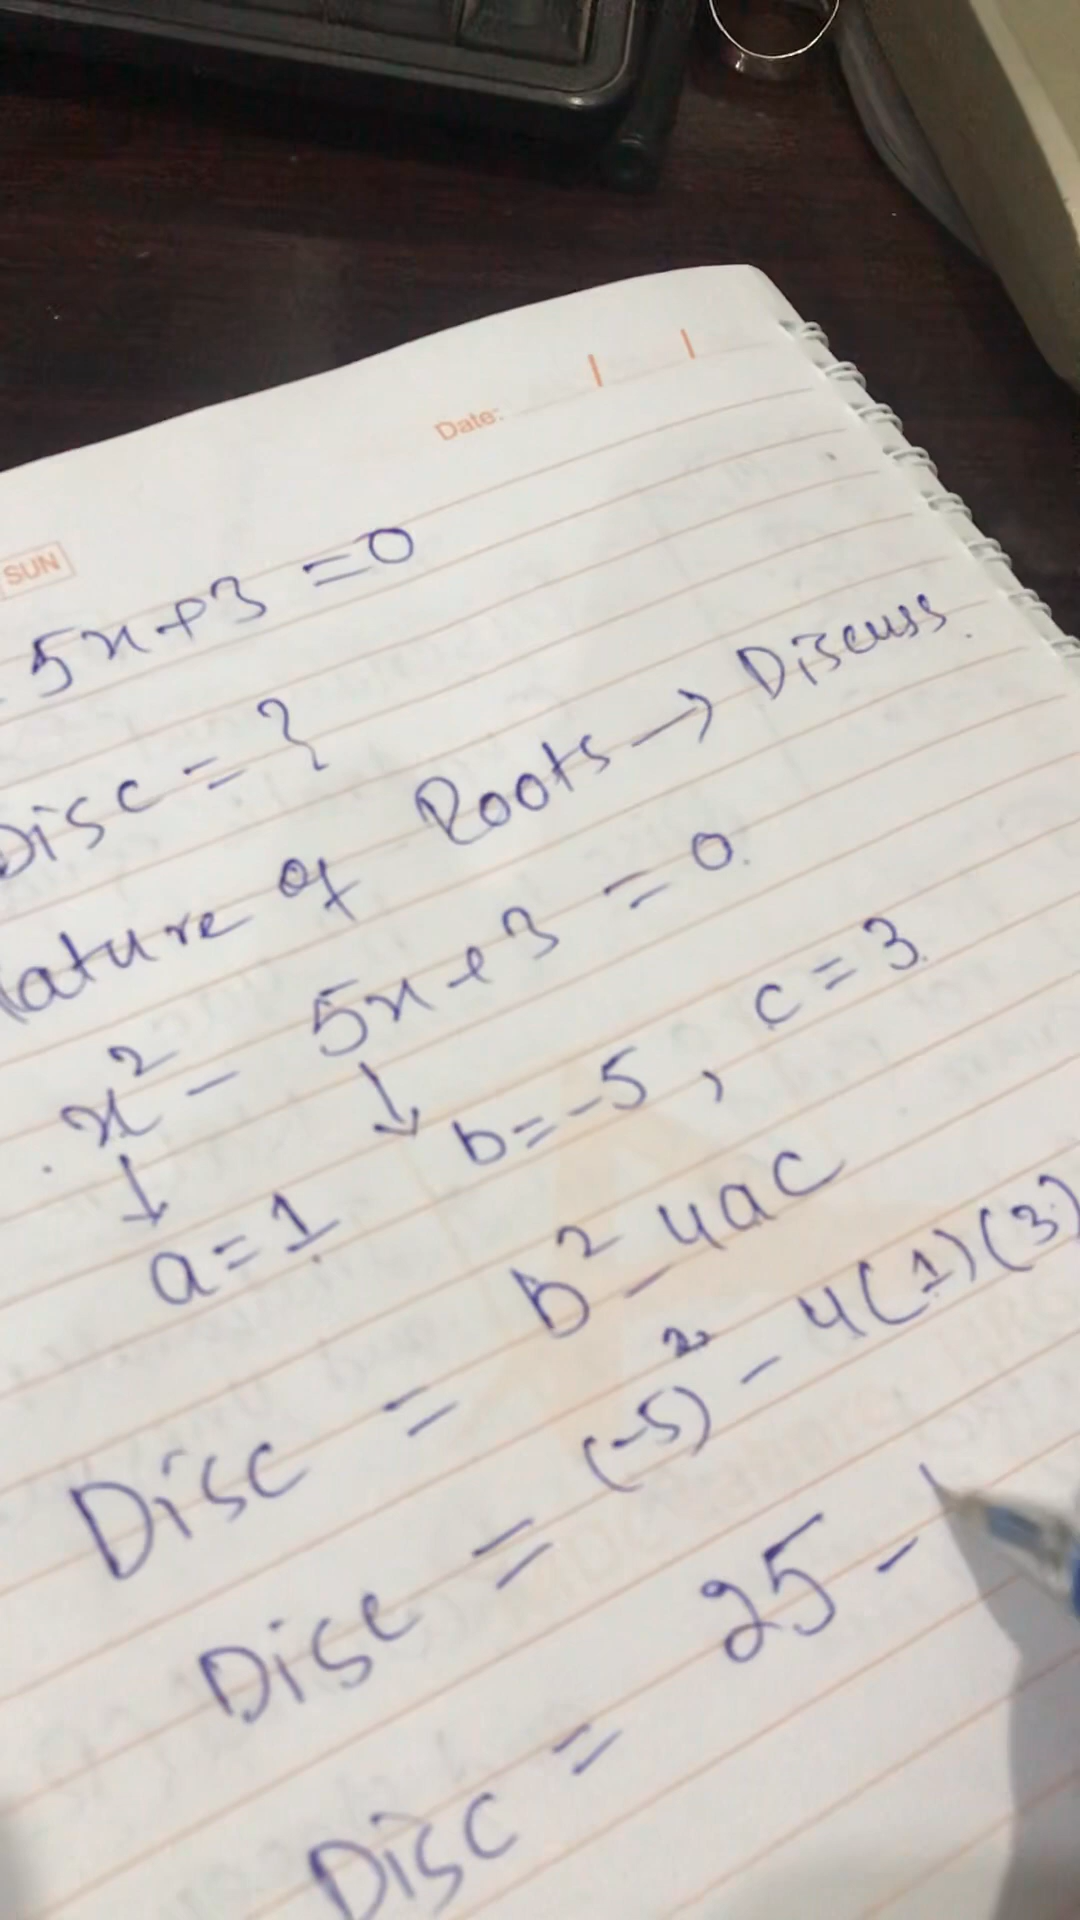 Date:
SUN
5x+3 =0
Disc = ?
Nature of Roots → Discuss.
x² - 5x+3 = 0.
a=1 b=-5, c=3
Disc = b² - 4ac
Disc = (-5)² - 4(1)(3)
Disc = 25 -